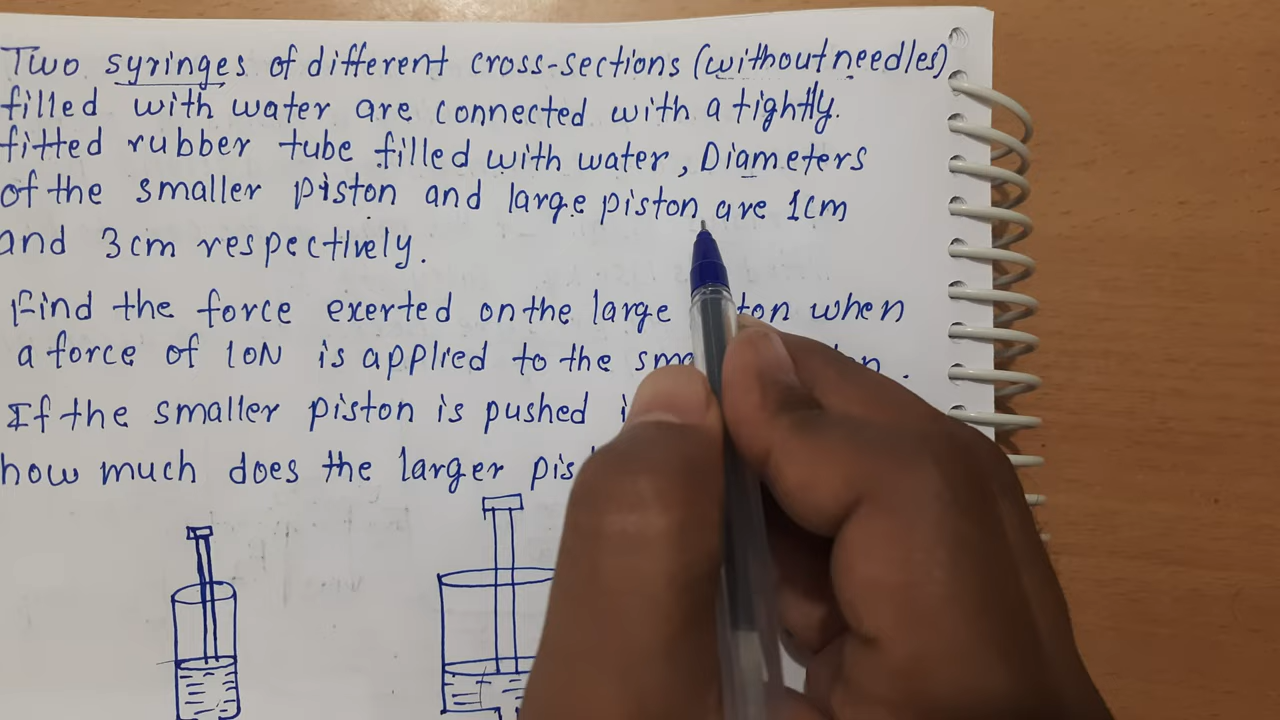 Two syringes of different cross-sections (without needles)
filled with water are connected with a tightly.
fitted rubber tube filled with water, Diameters
of the smaller piston and large piston are 1cm
and 3cm respectively.
Find the force exerted on the large ton when
a force of 10N is applied to the sm
If the smaller piston is pushed
how much does the larger pis